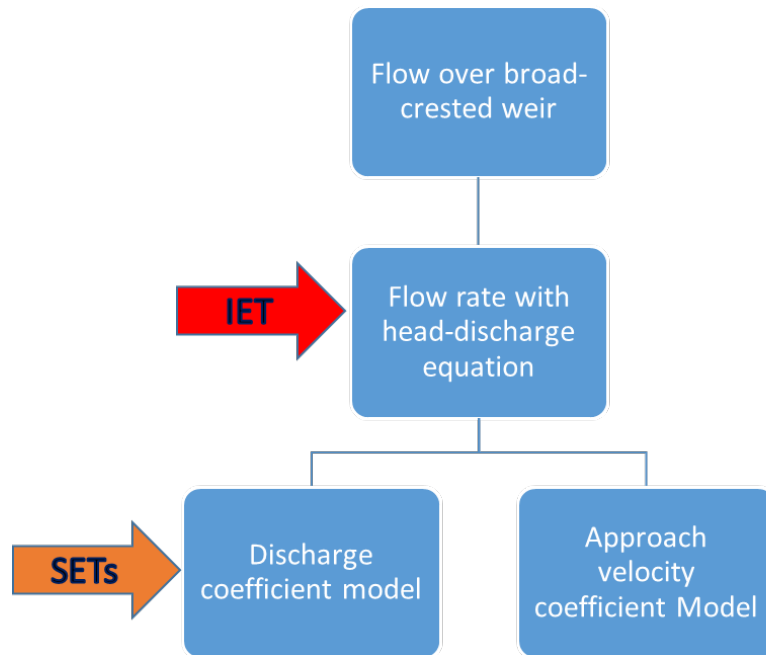 Flow over broad-
crested weir
IET
Flow rate with
head-discharge
equation
SETs
Discharge
coefficient model
Approach
velocity
coefficient Model